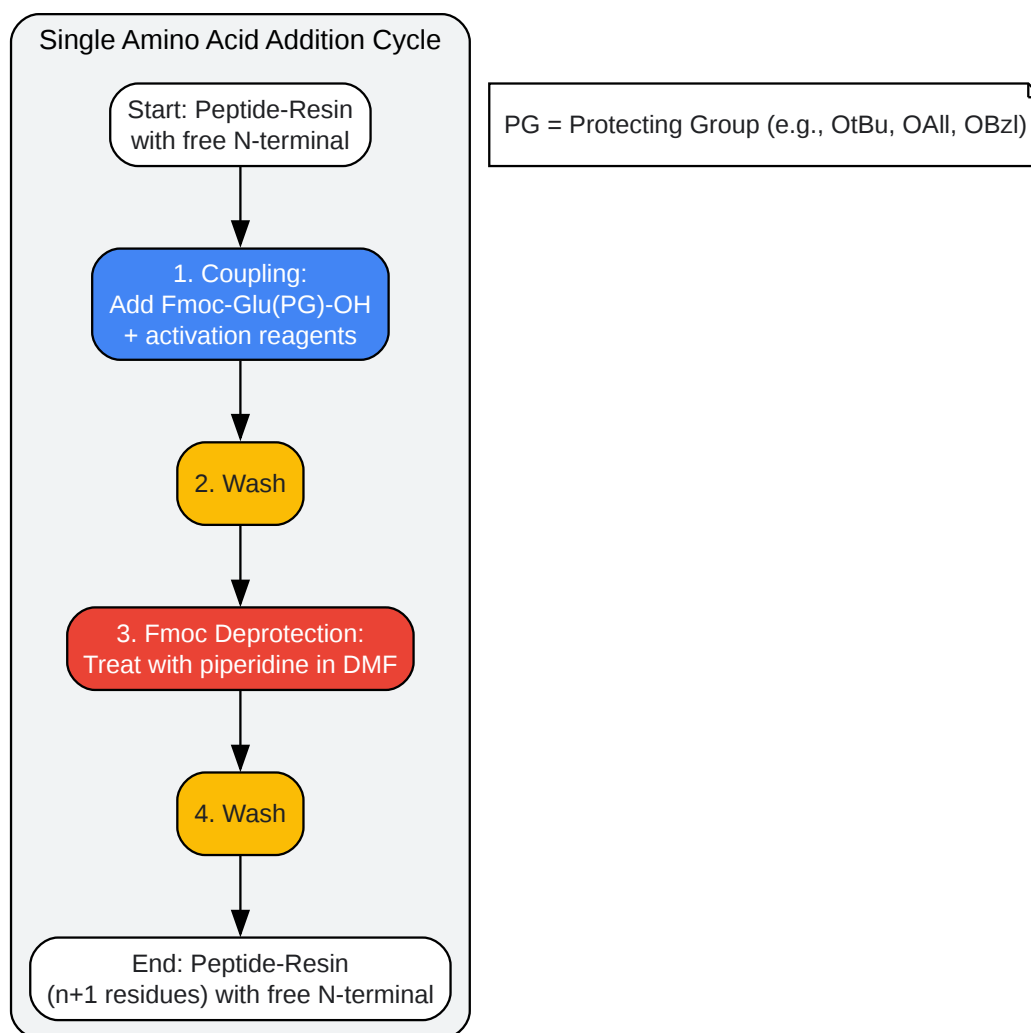 Single Amino Acid Addition Cycle
Start: Peptide-Resin
with free N-terminal
PG = Protecting Group (e.g., OtBu, OAll, OBzl)
1. Coupling:
Add Fmoc-Glu(PG)-OH
+ activation reagents
2. Wash
3. Fmoc Deprotection:
Treat with piperidine in DMF
4. Wash
End: Peptide-Resin
(n+1 residues) with free N-terminal